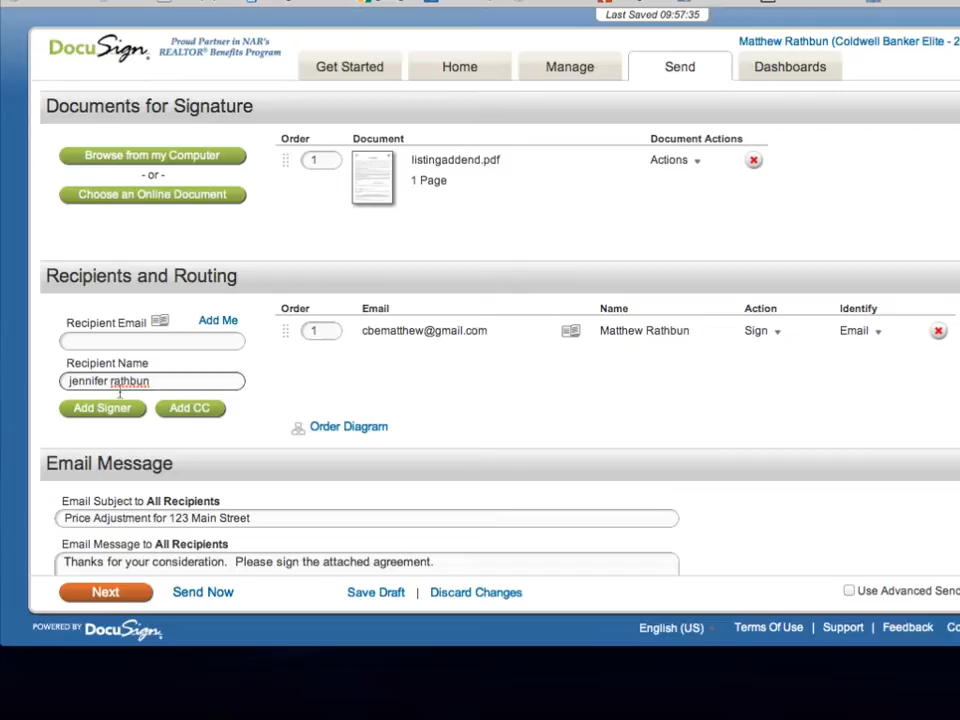 Last Saved 09:57:35
DocuSign
Proud Partner in NAR's
REALTOR® Benefits Program
Matthew Rathbun (Coldwell Banker Elite - 2
Get Started
Home
Manage
Send
Dashboards
Documents for Signature
Browse from my Computer
- or -
Choose an Online Document
Order
Document
Document Actions
1
listingaddend.pdf
1 Page
Actions
Recipients and Routing
Recipient Email
Add Me
Recipient Name
jennifer rathbun
Add Signer
Add CC
Order
Email
Name
Action
Identify
1
cbematthew@gmail.com
Matthew Rathbun
Sign
Email
Order Diagram
Email Message
Email Subject to All Recipients
Price Adjustment for 123 Main Street
Email Message to All Recipients
Thanks for your consideration. Please sign the attached agreement.
Next
Send Now
Save Draft | Discard Changes
Use Advanced Send
POWERED BY DocuSign
English (US)
Terms Of Use | Support | Feedback
Co